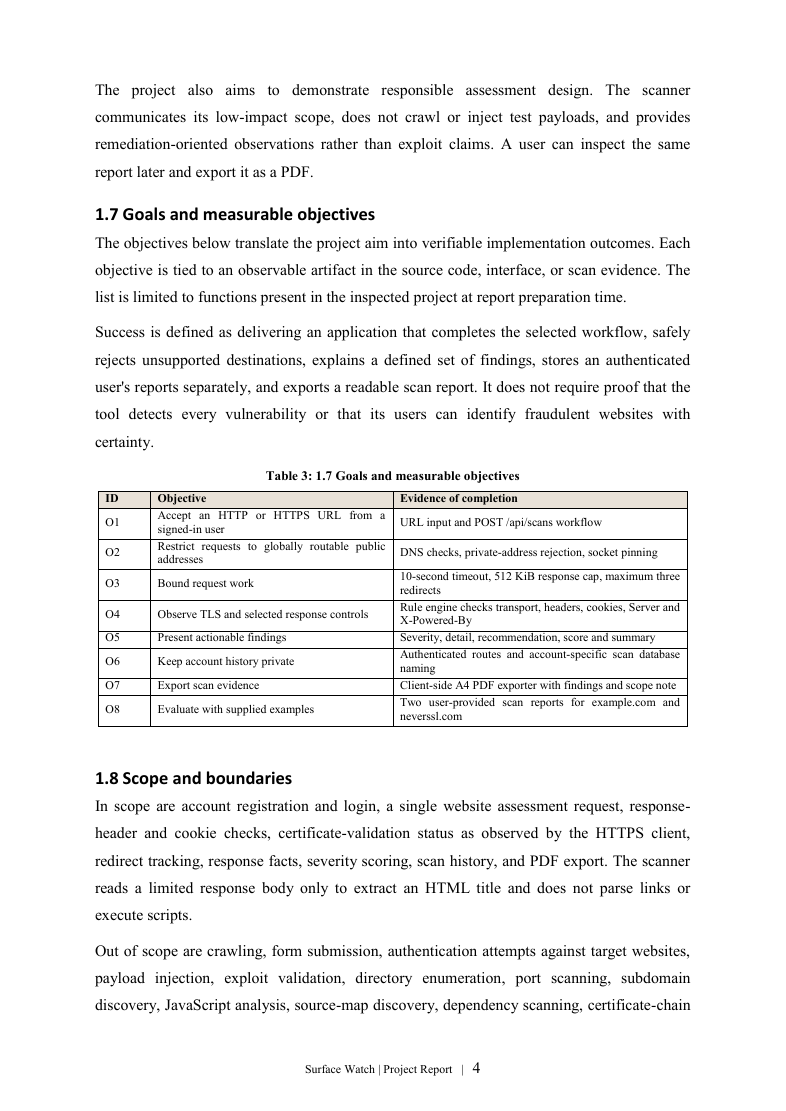 The project also aims to demonstrate responsible assessment design. The scanner
communicates its low-impact scope, does not crawl or inject test payloads, and provides
remediation-oriented observations rather than exploit claims. A user can inspect the same
report later and export it as a PDF.
1.7 Goals and measurable objectives
The objectives below translate the project aim into verifiable implementation outcomes. Each
objective is tied to an observable artifact in the source code, interface, or scan evidence. The
list is limited to functions present in the inspected project at report preparation time.
Success is defined as delivering an application that completes the selected workflow, safely
rejects unsupported destinations, explains a defined set of findings, stores an authenticated
user's reports separately, and exports a readable scan report. It does not require proof that the
tool detects every vulnerability or that its users can identify fraudulent websites with
certainty.
Table 3: 1.7 Goals and measurable objectives
ID Objective Evidence of completion
O1 Accept an HTTP or HTTPS URL from a
signed-in user URL input and POST /api/scans workflow
O2 Restrict requests to globally routable public
addresses DNS checks, private-address rejection, socket pinning
O3 Bound request work 10-second timeout, 512 KiB response cap, maximum three
redirects
O4 Observe TLS and selected response controls Rule engine checks transport, headers, cookies, Server and
X-Powered-By
O5 Present actionable findings Severity, detail, recommendation, score and summary
O6 Keep account history private Authenticated routes and account-specific scan database
naming
O7 Export scan evidence Client-side A4 PDF exporter with findings and scope note
O8 Evaluate with supplied examples Two user-provided scan reports for example.com and
neverssl.com
1.8 Scope and boundaries
In scope are account registration and login, a single website assessment request, response-
header and cookie checks, certificate-validation status as observed by the HTTPS client,
redirect tracking, response facts, severity scoring, scan history, and PDF export. The scanner
reads a limited response body only to extract an HTML title and does not parse links or
execute scripts.
Out of scope are crawling, form submission, authentication attempts against target websites,
payload injection, exploit validation, directory enumeration, port scanning, subdomain
discovery, JavaScript analysis, source-map discovery, dependency scanning, certificate-chain
Surface Watch | Project Report | 4